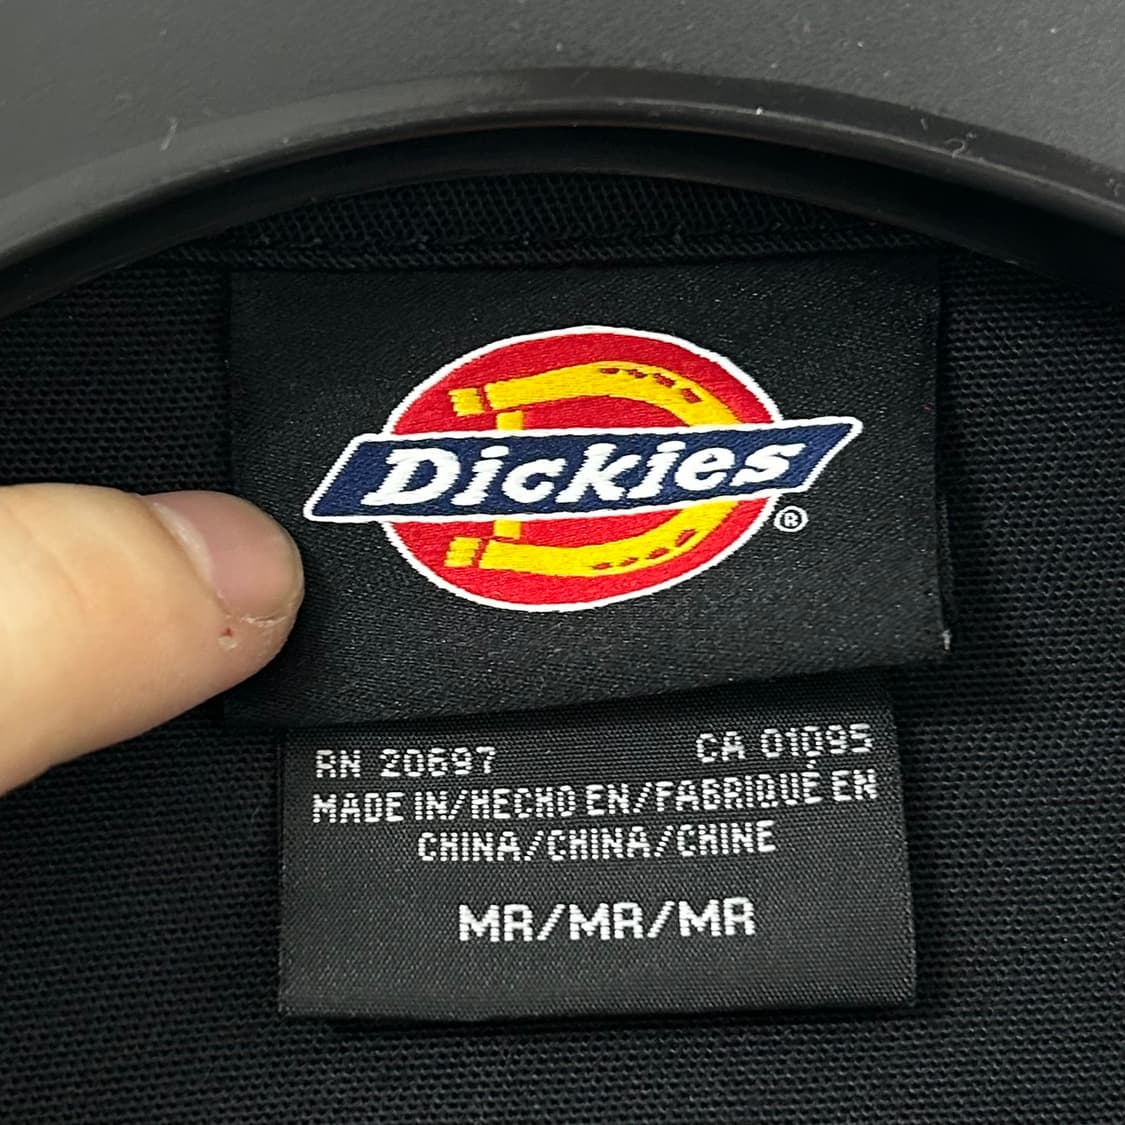 Dickies
®
RN 20697 CA 01095
MADE IN/HECHO EN/FABRIQUÉ EN
CHINA/CHINA/CHINE
MR/MR/MR